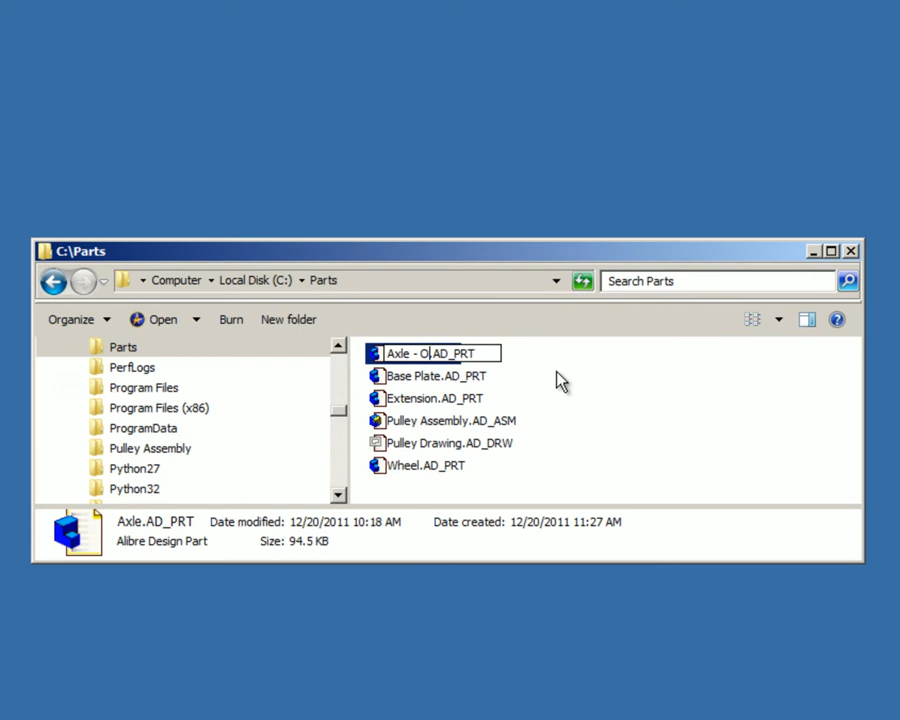 C:\Parts
Computer Local Disk (C:) Parts
Search Parts
Organize Open Burn New folder
Parts
PerfLogs
Program Files
Program Files (x86)
ProgramData
Pulley Assembly
Python27
Python32
Axle - O.AD_PRT
Base Plate.AD_PRT
Extension.AD_PRT
Pulley Assembly.AD_ASM
Pulley Drawing.AD_DRW
Wheel.AD_PRT
Axle.AD_PRT Date modified: 12/20/2011 10:18 AM Date created: 12/20/2011 11:27 AM
Alibre Design Part Size: 94.5 KB